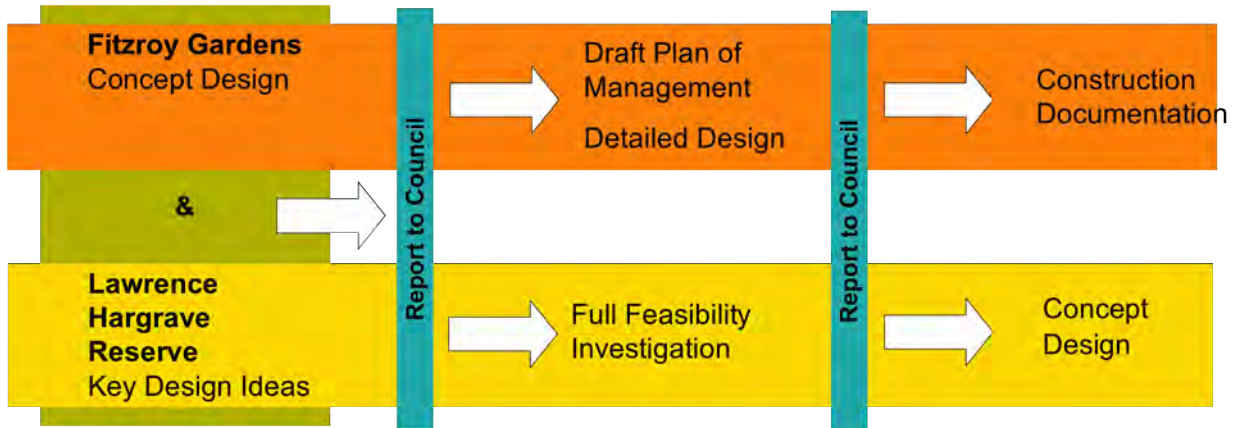 Fitzroy Gardens
Concept Design
&
Lawrence
Hargrave
Reserve
Key Design Ideas
Report to Council
Draft Plan of
Management
Detailed Design
Full Feasibility
Investigation
Report to Council
Construction
Documentation
Concept
Design